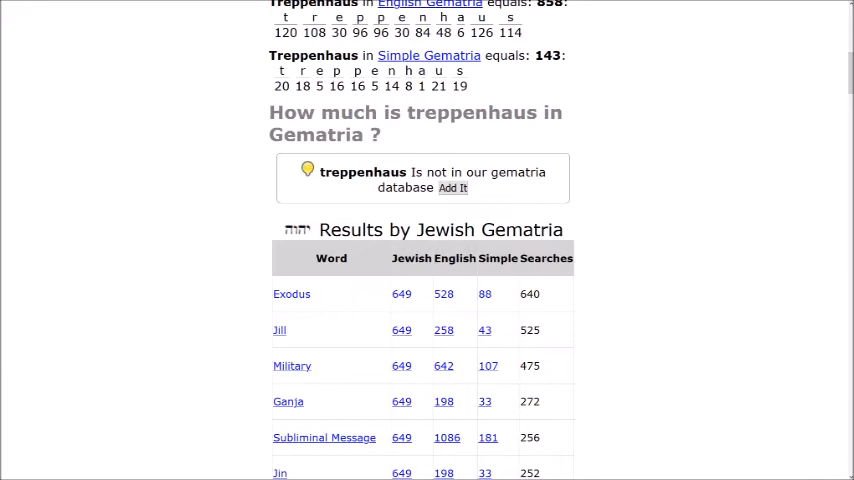 Treppenhaus in English Gematria equals: 858:
t r e p p e n h a u s
120 108 30 96 96 30 84 48 6 126 114
Treppenhaus in Simple Gematria equals: 143:
t r e p p e n h a u s
20 18 5 16 16 5 14 8 1 21 19
How much is treppenhaus in
Gematria ?
treppenhaus Is not in our gematria
database Add It
יהוה Results by Jewish Gematria
Word Jewish English Simple Searches
Exodus 649 528 88 640
Jill 649 258 43 525
Military 649 642 107 475
Ganja 649 198 33 272
Subliminal Message 649 1086 181 256
Jin 649 198 33 252